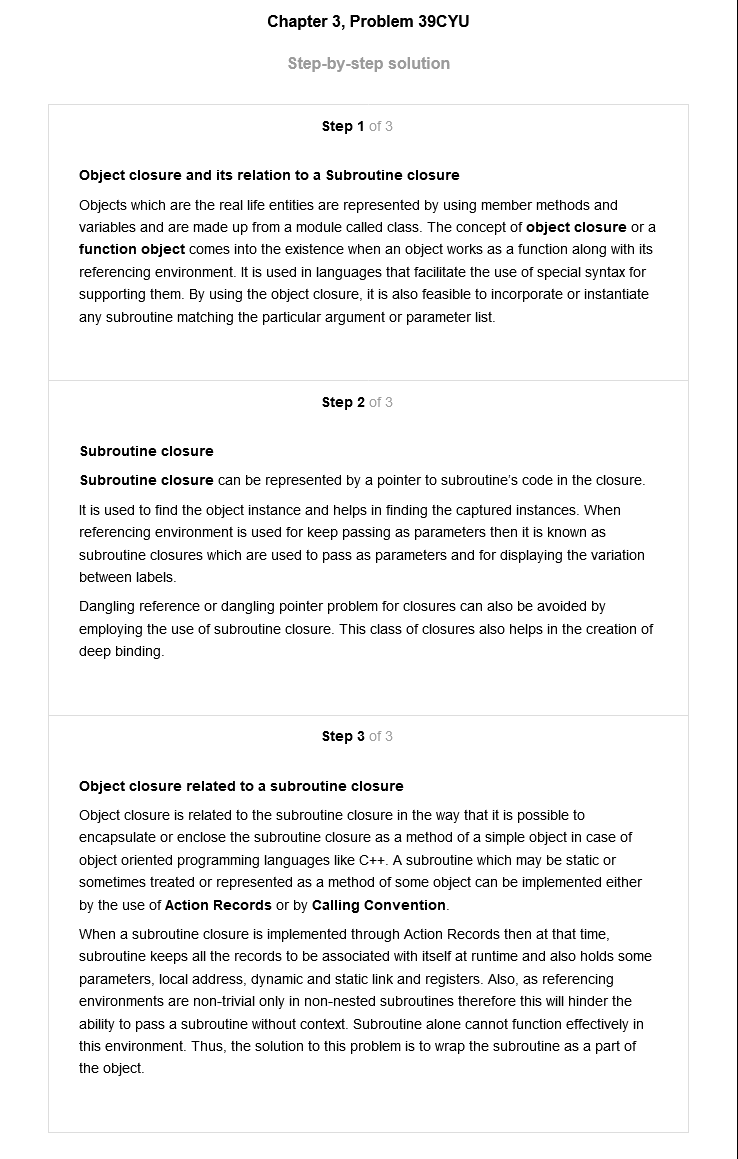 Chapter 3, Problem 39CYU
Step-by-step solution
Step 1 of 3
Object closure and its relation to a Subroutine closure
Objects which are the real life entities are represented by using member methods and
variables and are made up from a module called class. The concept of object closure or a
function object comes into the existence when an object works as a function along with its
referencing environment. It is used in languages that facilitate the use of special syntax for
supporting them. By using the object closure, it is also feasible to incorporate or instantiate
any subroutine matching the particular argument or parameter list.
Step 2 of 3
Subroutine closure
Subroutine closure can be represented by a pointer to subroutine's code in the closure.
It is used to find the object instance and helps in finding the captured instances. When
referencing environment is used for keep passing as parameters then it is known as
subroutine closures which are used to pass as parameters and for displaying the variation
between labels.
Dangling reference or dangling pointer problem for closures can also be avoided by
employing the use of subroutine closure. This class of closures also helps in the creation of
deep binding.
Step 3 of 3
Object closure related to a subroutine closure
Object closure is related to the subroutine closure in the way that it is possible to
encapsulate or enclose the subroutine closure as a method of a simple object in case of
object oriented programming languages like C++. A subroutine which may be static or
sometimes treated or represented as a method of some object can be implemented either
by the use of Action Records or by Calling Convention.
When a subroutine closure is implemented through Action Records then at that time,
subroutine keeps all the records to be associated with itself at runtime and also holds some
parameters, local address, dynamic and static link and registers. Also, as referencing
environments are non-trivial only in non-nested subroutines therefore this will hinder the
ability to pass a subroutine without context. Subroutine alone cannot function effectively in
this environment. Thus, the solution to this problem is to wrap the subroutine as a part of
the object.